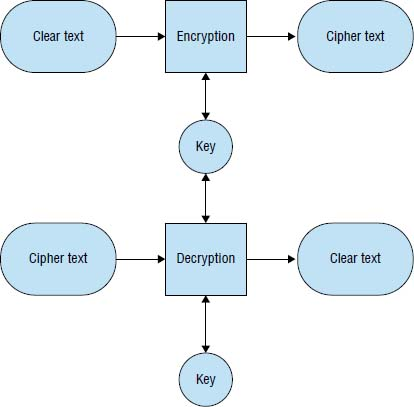 Clear text
Encryption
Cipher text
Key
Cipher text
Decryption
Clear text
Key